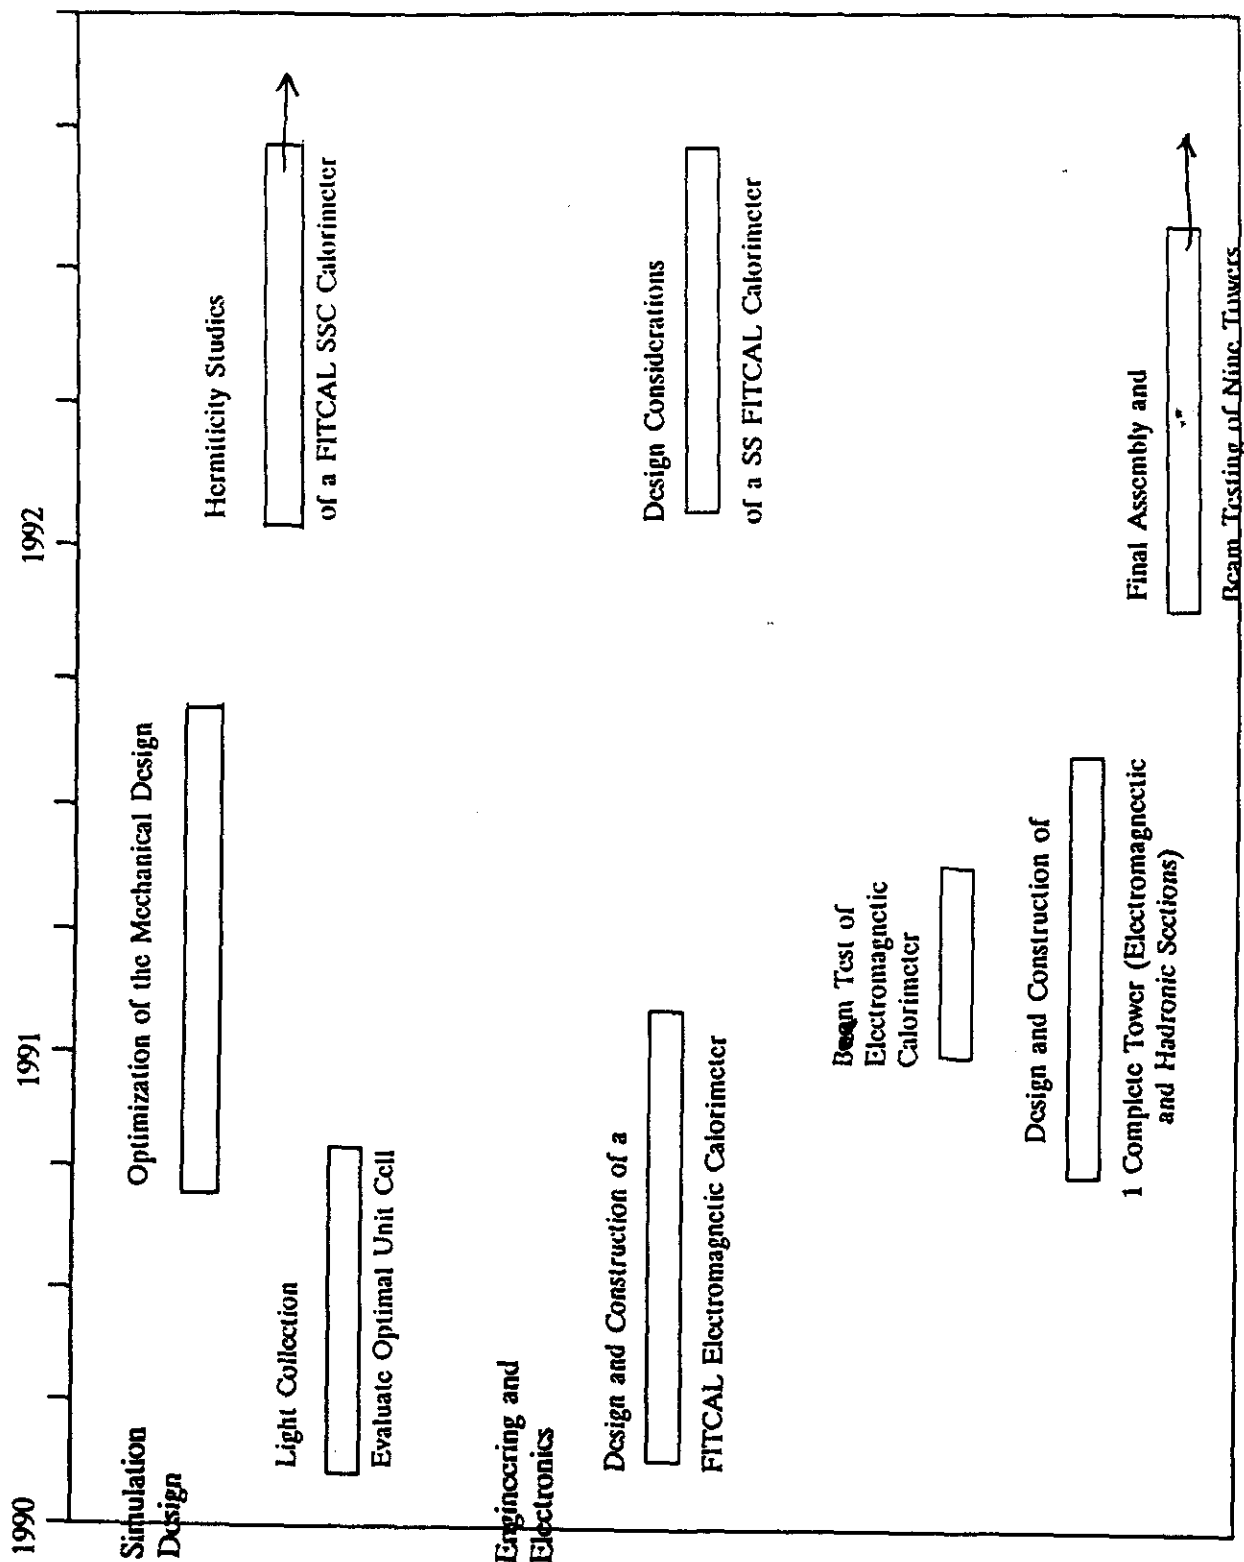 1990
1991
1992
Simulation
Design
Optimization of the Mechanical Design
Hermiticity Studies
of a FITCAL SSC Calorimeter
Light Collection
Evaluate Optimal Unit Cell
Engineering and
Electronics
Design and Construction of a
FITCAL Electromagnetic Calorimeter
Design Considerations
of a SS FITCAL Calorimeter
Beam Test of
Electromagnetic
Calorimeter
Design and Construction of
1 Complete Tower (Electromagnetic
and Hadronic Sections)
Final Assembly and
Beam Testing of Nine Towers